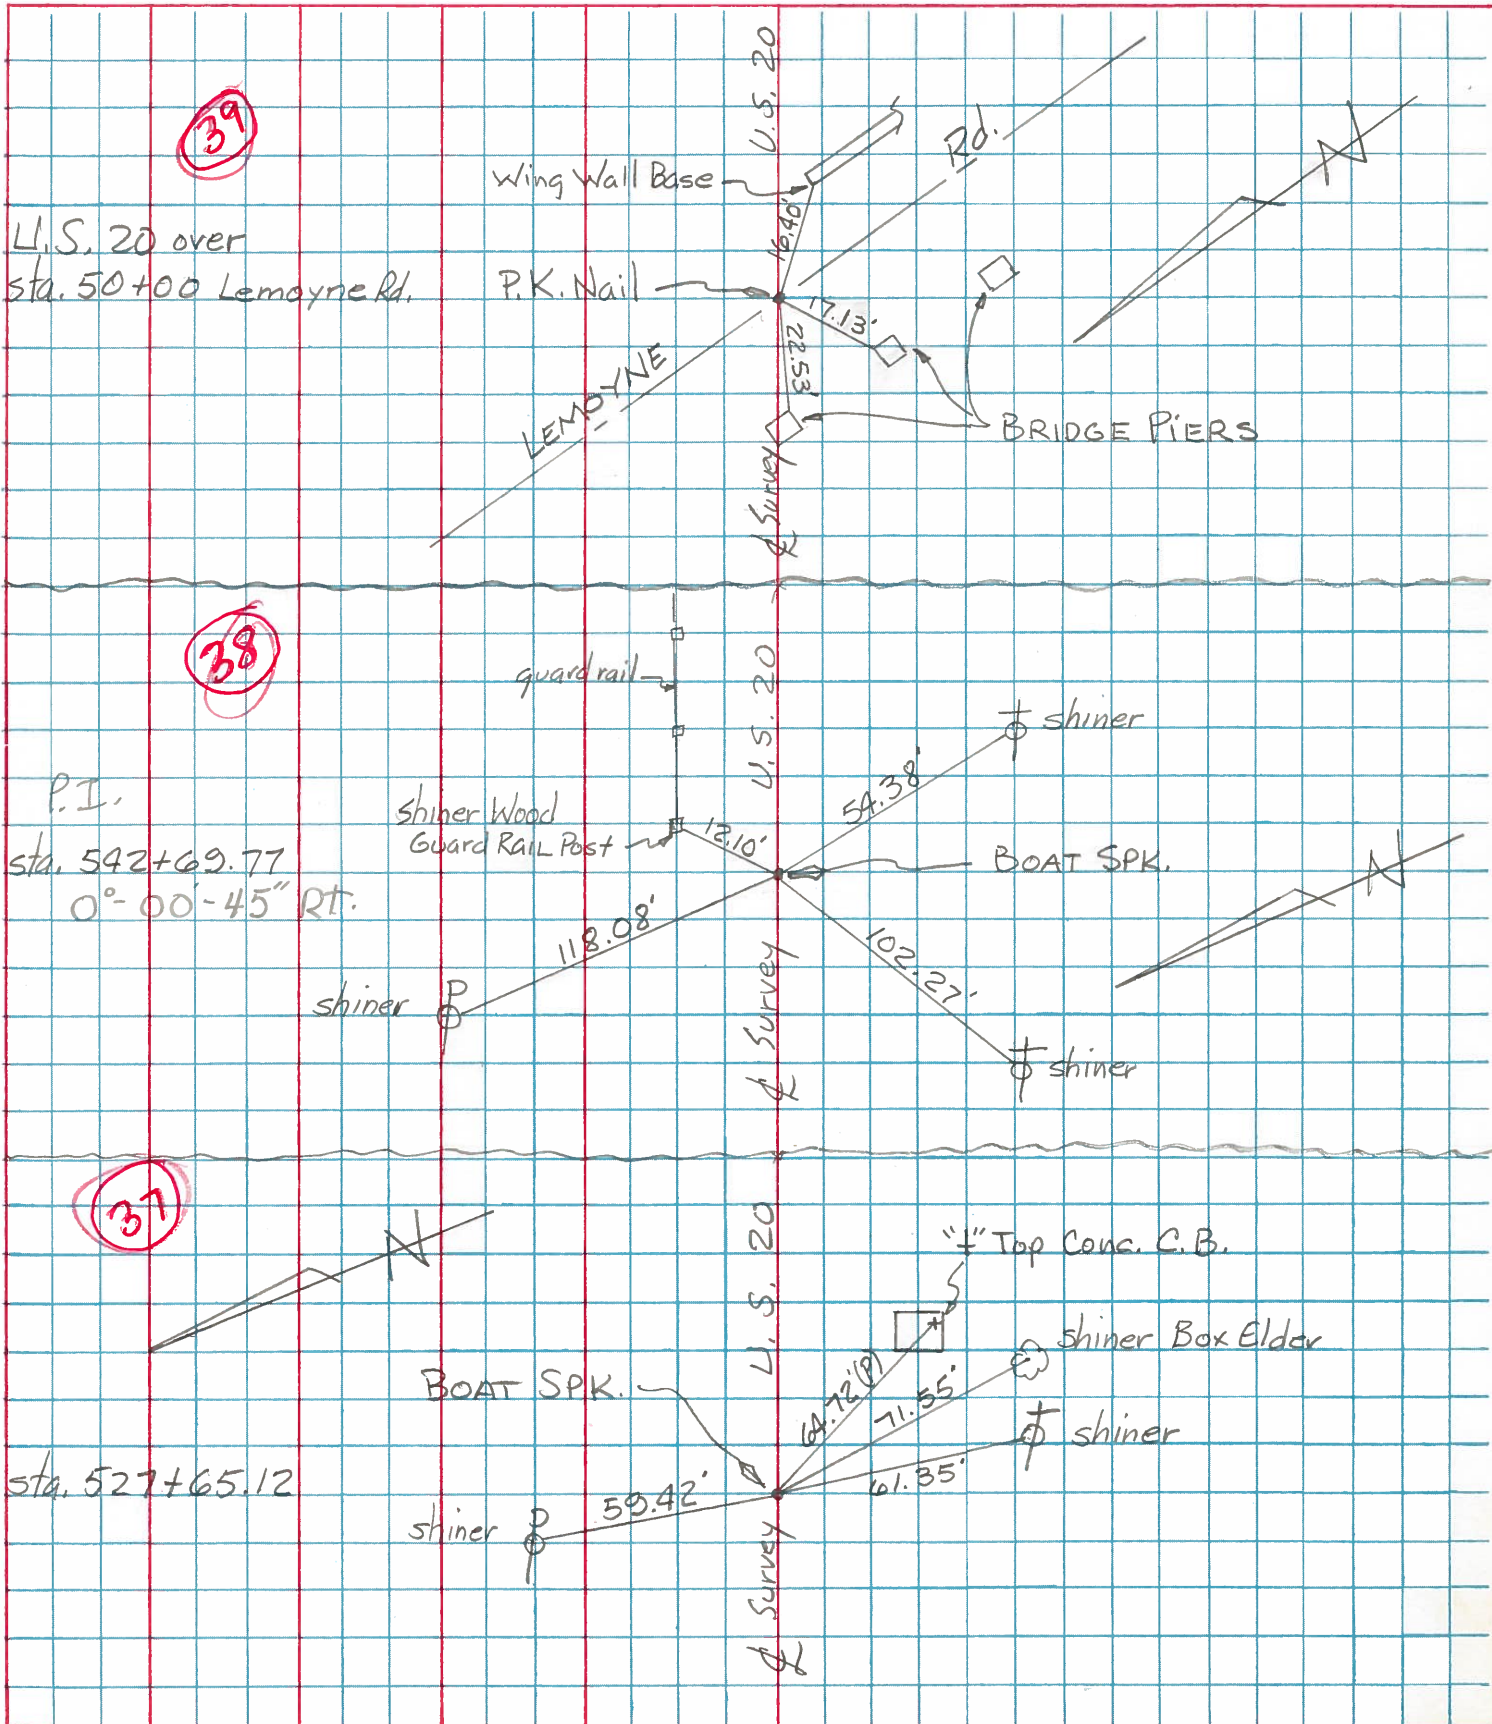 39
U.S. 20
Rd.
N
Wing Wall Base
16.40'
U.S. 20 over
sta. 50+00 Lemoyne Rd.
P.K. Nail
17.13'
22.53'
LEMOYNE
BRIDGE PIERS
℄ Survey
38
U.S. 20
guard rail
shiner
54.38'
P.I.
shiner Wood
Guard Rail Post
12.10'
sta. 542+69.77
0°-00'-45" Rt.
BOAT SPK.
N
118.08'
102.27'
shiner
P
℄ Survey
shiner
37
U.S. 20
N
"+" Top Conc. C.B.
shiner Box Elder
BOAT SPK.
64.72'(P)
71.55'
shiner
61.35'
sta. 527+65.12
59.42'
shiner
P
℄ Survey